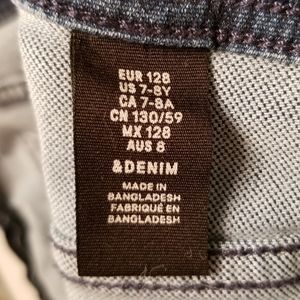 EUR 128
US 7-8Y
CA 7-8A
CN 130/59
MX 128
AUS 8
&DENIM
MADE IN
BANGLADESH
FABRIQUÉ EN
BANGLADESH